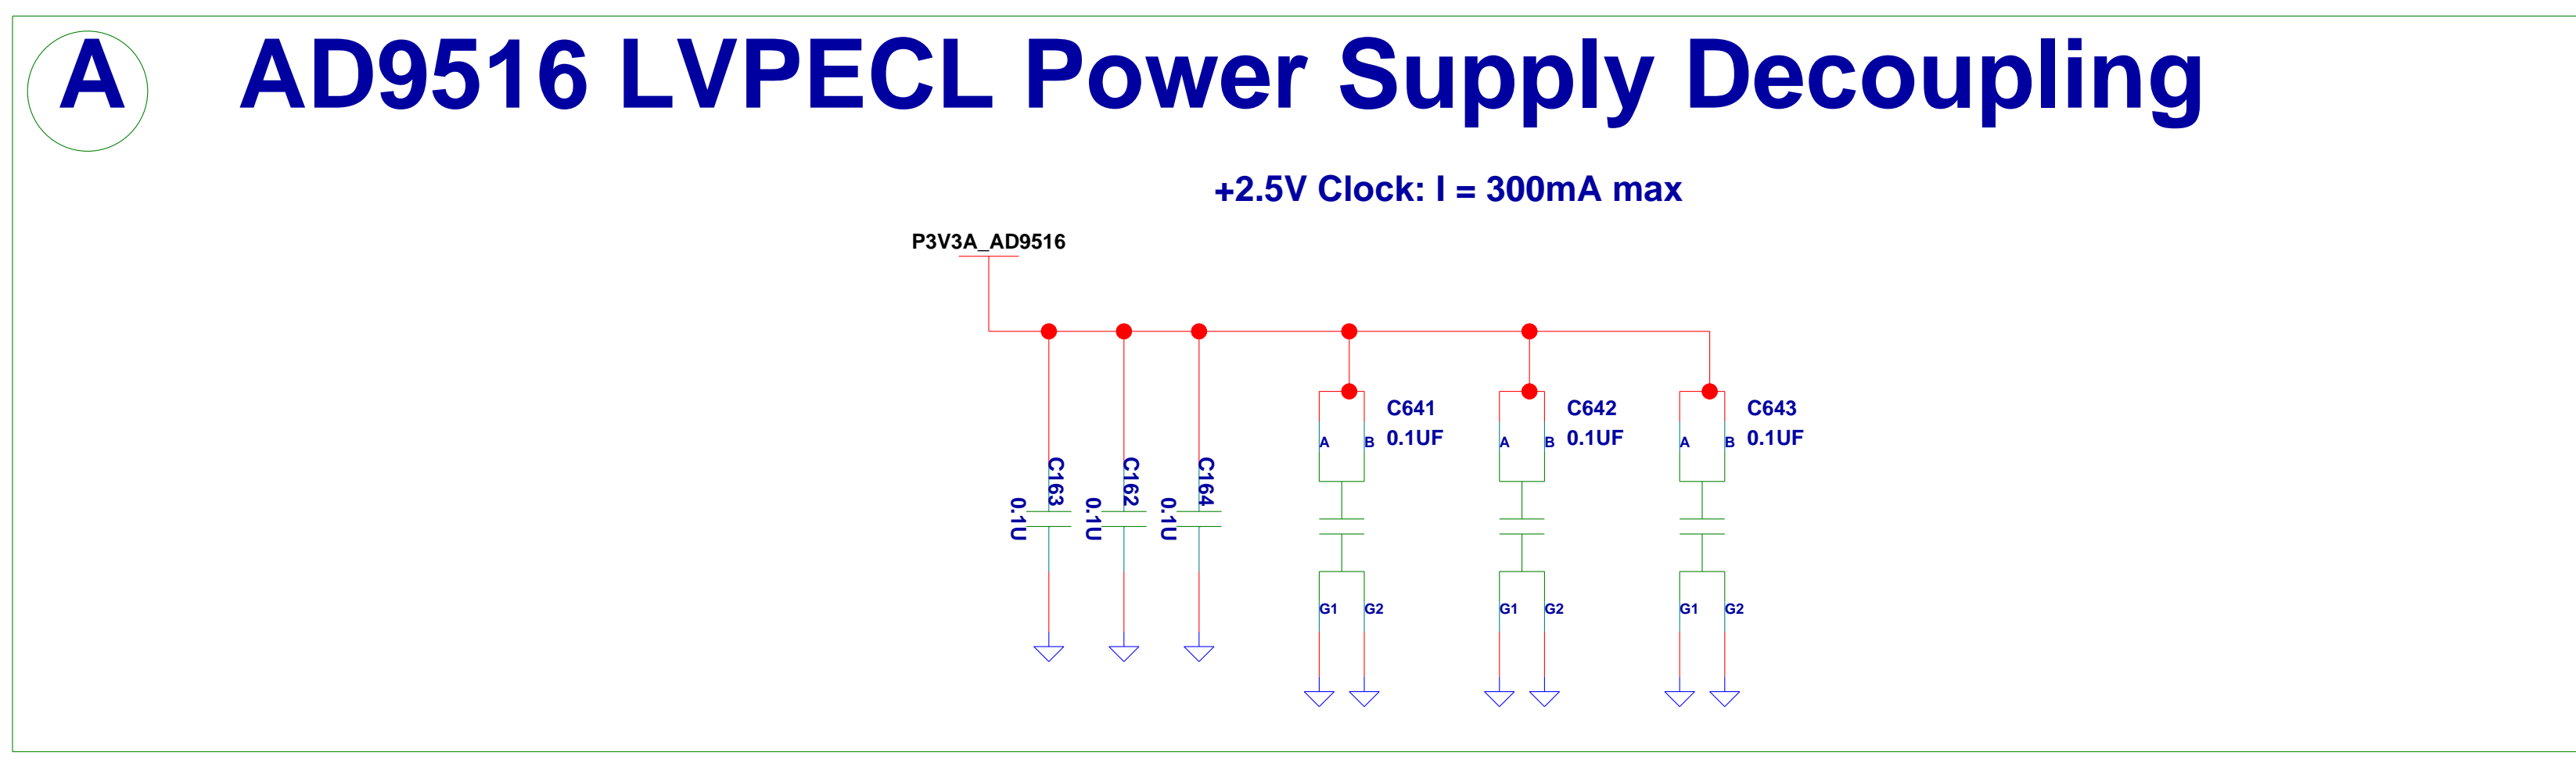 A
AD9516 LVPECL Power Supply Decoupling
+2.5V Clock: I = 300mA max
P3V3A_AD9516
C163
0.1U
C162
0.1U
C164
0.1U
C641
0.1UF
A
B
G1
G2
C642
0.1UF
A
B
G1
G2
C643
0.1UF
A
B
G1
G2